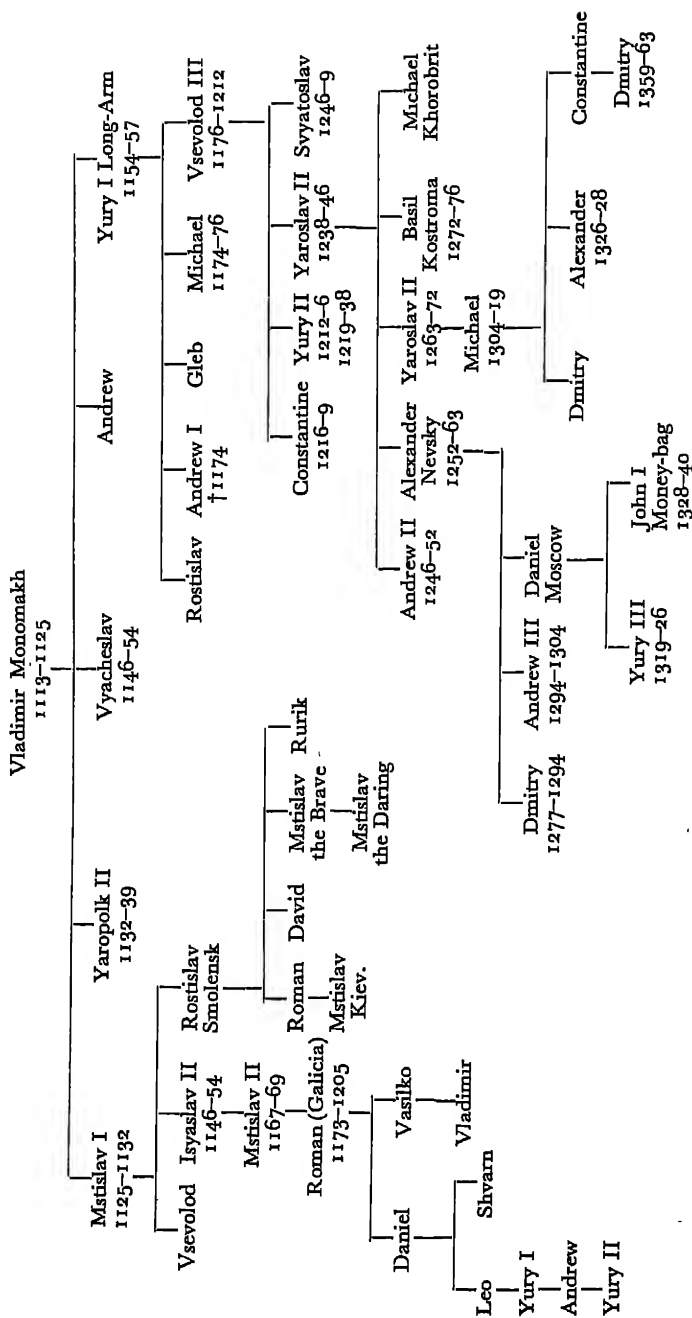 Vladimir Monomakh
1113–1125
Mstislav I
1125–1132
Yaropolk II
1132–39
Vyacheslav
1146–54
Andrew
Yury I Long-Arm
1154–57
Vsevolod
Isyaslav II
1146–54
Rostislav
Smolensk
Rostislav
Andrew I
†1174
Gleb
Michael
1174–76
Vsevolod III
1176–1212
Mstislav II
1167–69
Roman
David
Mstislav
the Brave
Rurik
Constantine
1216–9
Yury II
1212–6
1219–38
Yaroslav II
1238–46
Svyatoslav
1246–9
Roman (Galicia)
1173–1205
Mstislav
Kiev.
Mstislav
the Daring
Andrew II
1246–52
Alexander
Nevsky
1252–63
Yaroslav II
1263–72
Basil
Kostroma
1272–76
Michael
Khorobrit
Daniel
Vasilko
Michael
1304–19
Vladimir
Dmitry
1277–1294
Andrew III
1294–1304
Daniel
Moscow
Dmitry
Alexander
1326–28
Constantine
Leo
Shvarn
Yury III
1319–26
John I
Money-bag
1328–40
Dmitry
1359–63
Yury I
Andrew
Yury II